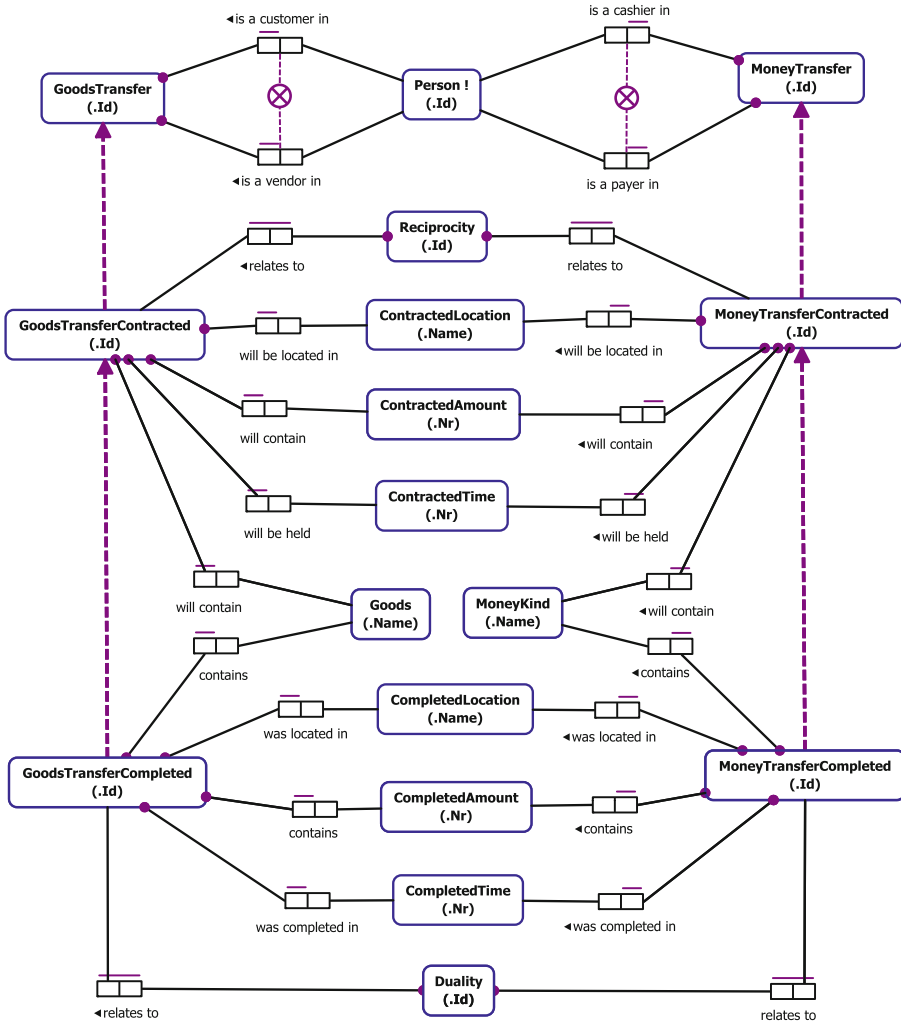 ◄is a customer in
is a cashier in
GoodsTransfer
(.Id)
Person !
(.Id)
MoneyTransfer
(.Id)
◄is a vendor in
is a payer in
Reciprocity
(.Id)
◄relates to
relates to
GoodsTransferContracted
(.Id)
ContractedLocation
(.Name)
MoneyTransferContracted
(.Id)
will be located in
◄will be located in
ContractedAmount
(.Nr)
will contain
◄will contain
ContractedTime
(.Nr)
will be held
◄will be held
will contain
Goods
(.Name)
MoneyKind
(.Name)
◄will contain
contains
◄contains
CompletedLocation
(.Name)
was located in
◄was located in
GoodsTransferCompleted
(.Id)
MoneyTransferCompleted
(.Id)
CompletedAmount
(.Nr)
contains
◄contains
CompletedTime
(.Nr)
was completed in
◄was completed in
Duality
(.Id)
◄relates to
relates to